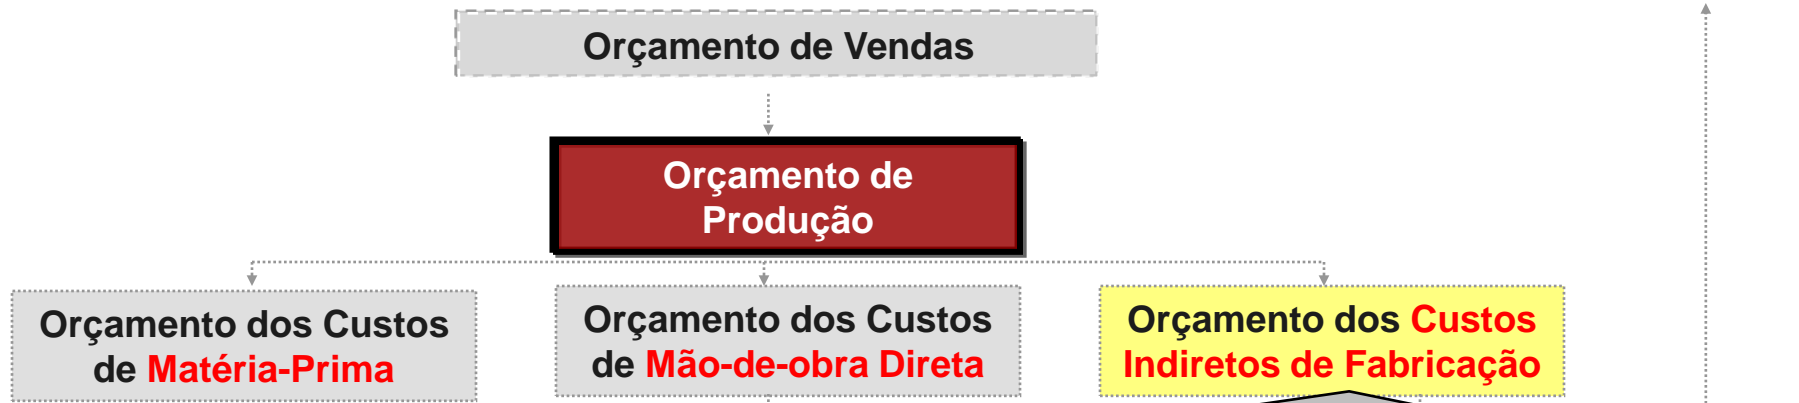 Orçamento de Vendas
Orçamento de
Produção
Orçamento dos Custos
de Matéria-Prima
Orçamento dos Custos
de Mão-de-obra Direta
Orçamento dos Custos
Indiretos de Fabricação